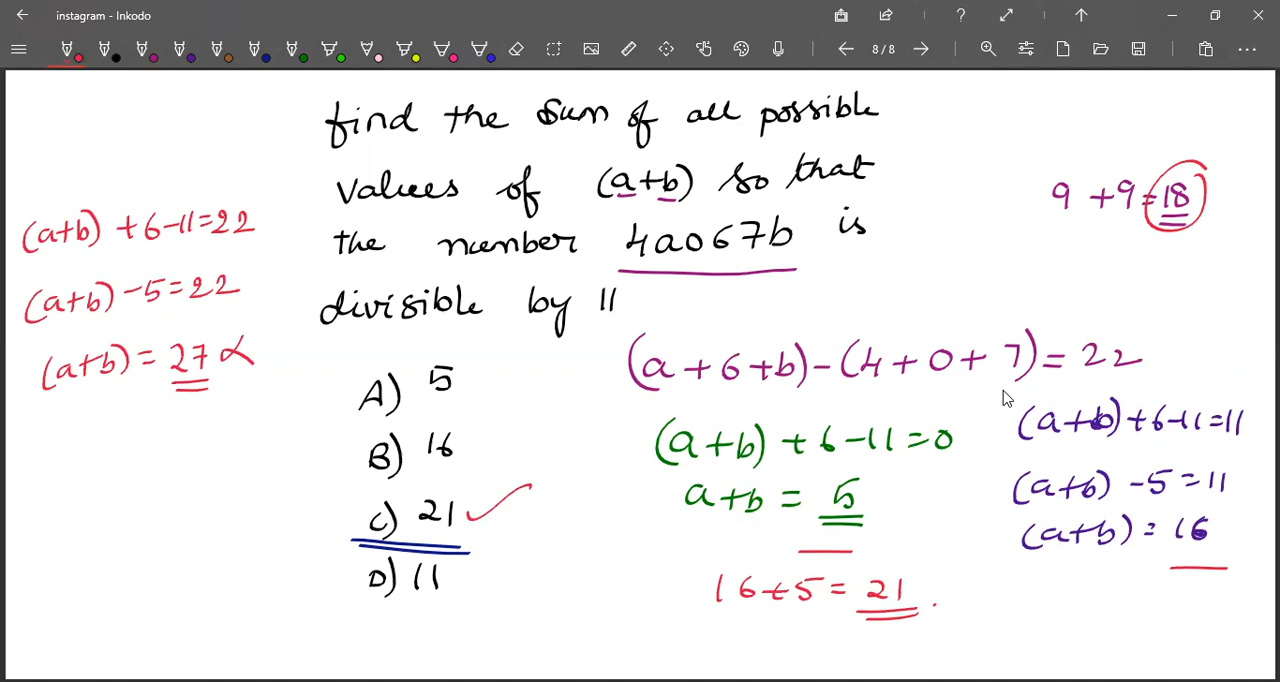 instagram - Inkodo
8/8
find the Sum of all possible
values of (a+b) so that
the number 4a067b is
divisible by 11
9 + 9 = 18
(a+b) + 6-11 = 22
(a+b) - 5 = 22
(a+b) = 27 α
A) 5
B) 16
C) 21 ✓
D) 11
(a + 6 + b) - (4 + 0 + 7) = 22
(a+b) + 6-11 = 0
a+b = 5
(a+b) + 6-11 = 11
(a+b) - 5 = 11
(a+b) = 16
16 + 5 = 21.